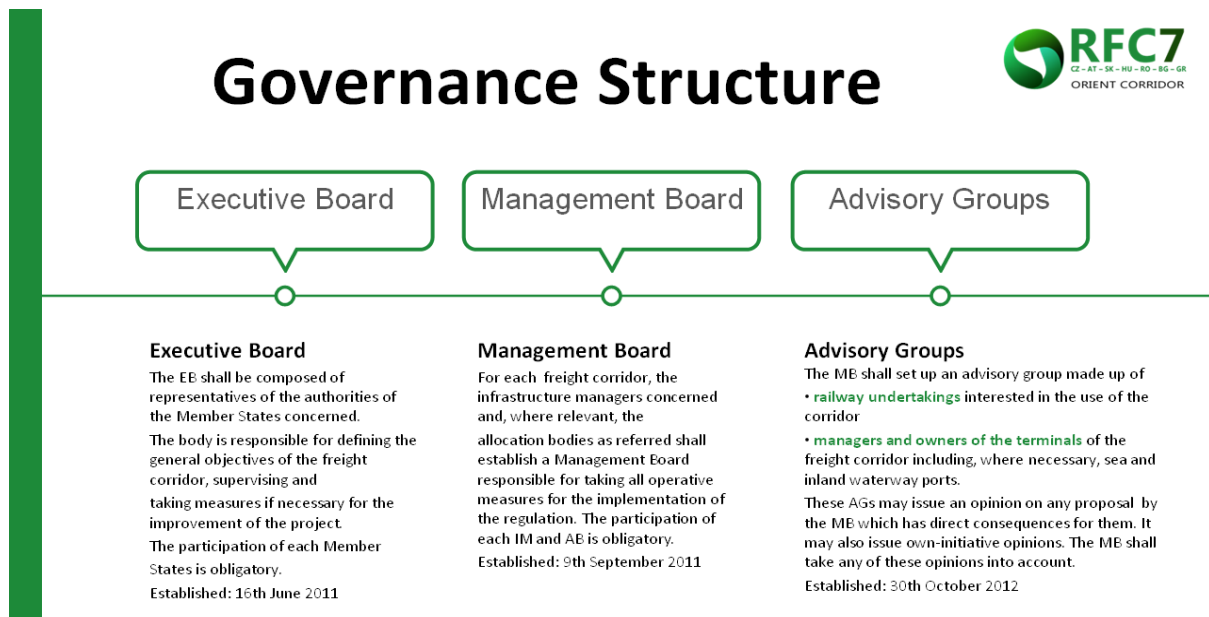 Governance Structure
RFC7
CZ – AT – SK – HU – RO – BG – GR
ORIENT CORRIDOR
Executive Board
Management Board
Advisory Groups
Executive Board
The EB shall be composed of
representatives of the authorities of
the Member States concerned.
The body is responsible for defining the
general objectives of the freight
corridor, supervising and
taking measures if necessary for the
improvement of the project.
The participation of each Member
States is obligatory.
Established: 16th June 2011
Management Board
For each freight corridor, the
infrastructure managers concerned
and, where relevant, the
allocation bodies as referred shall
establish a Management Board
responsible for taking all operative
measures for the implementation of
the regulation. The participation of
each IM and AB is obligatory.
Established: 9th September 2011
Advisory Groups
The MB shall set up an advisory group made up of
• railway undertakings interested in the use of the
corridor
• managers and owners of the terminals of the
freight corridor including, where necessary, sea and
inland waterway ports.
These AGs may issue an opinion on any proposal by
the MB which has direct consequences for them. It
may also issue own-initiative opinions. The MB shall
take any of these opinions into account.
Established: 30th October 2012